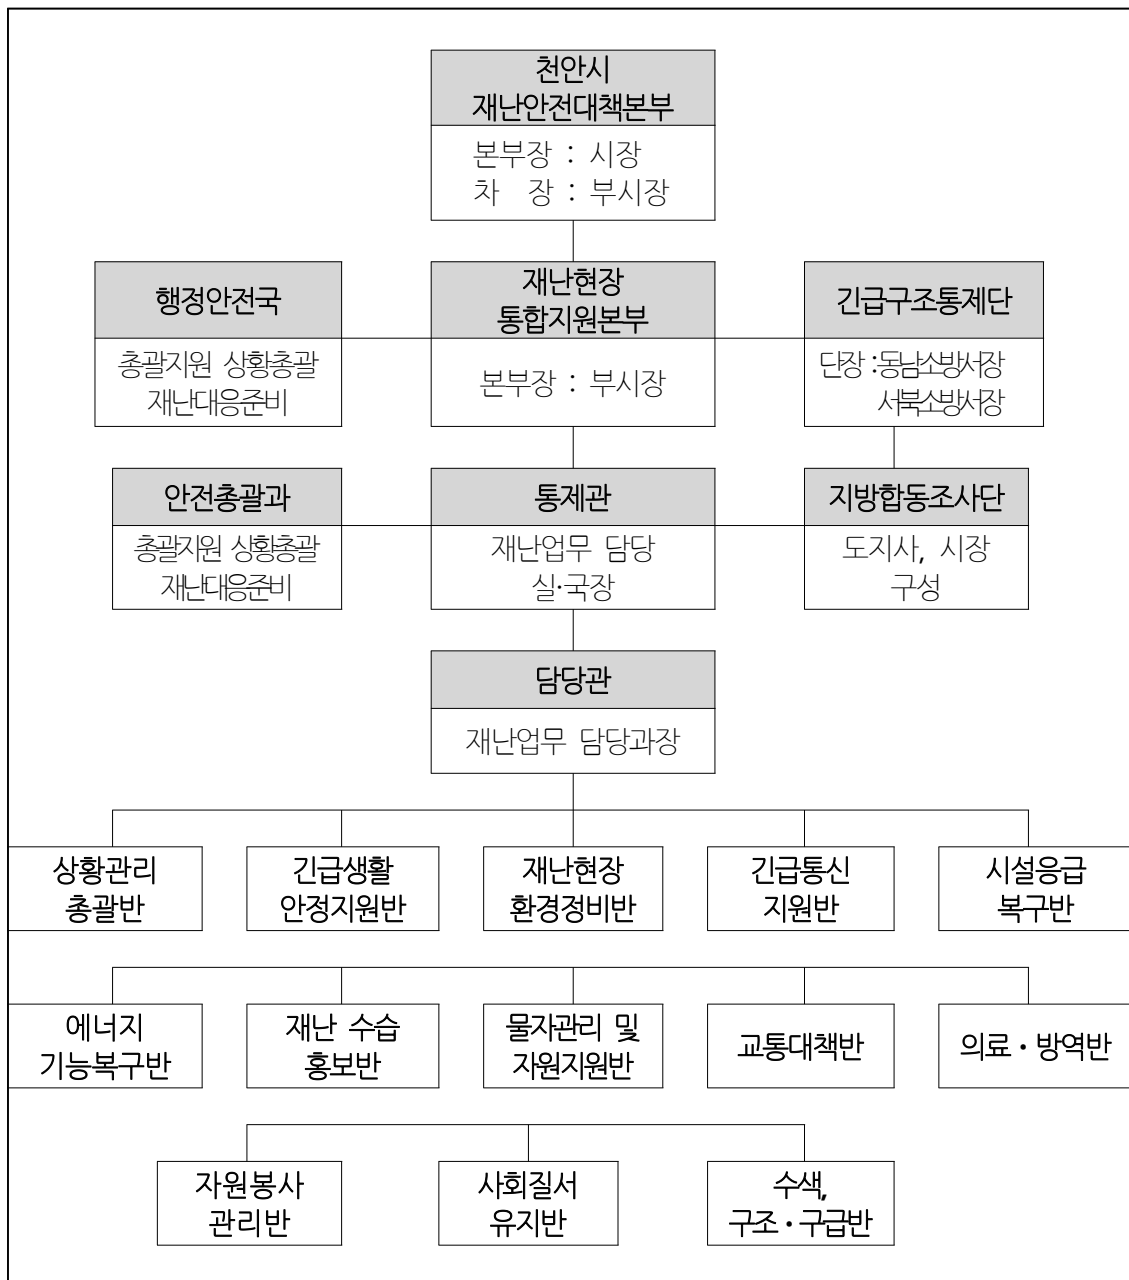 천안시
재난안전대책본부
본부장 : 시장
차 장 : 부시장
행정안전국
총괄지원 상황총괄
재난대응준비
재난현장
통합지원본부
본부장 : 부시장
긴급구조통제단
단장 :동남소방서장
서북소방서장
안전총괄과
총괄지원 상황총괄
재난대응준비
통제관
재난업무 담당
실·국장
지방합동조사단
도지사, 시장
구성
담당관
재난업무 담당과장
상황관리
총괄반
긴급생활
안정지원반
재난현장
환경정비반
긴급통신
지원반
시설응급
복구반
에너지
기능복구반
재난 수습
홍보반
물자관리 및
자원지원반
교통대책반
의료·방역반
자원봉사
관리반
사회질서
유지반
수색,
구조·구급반